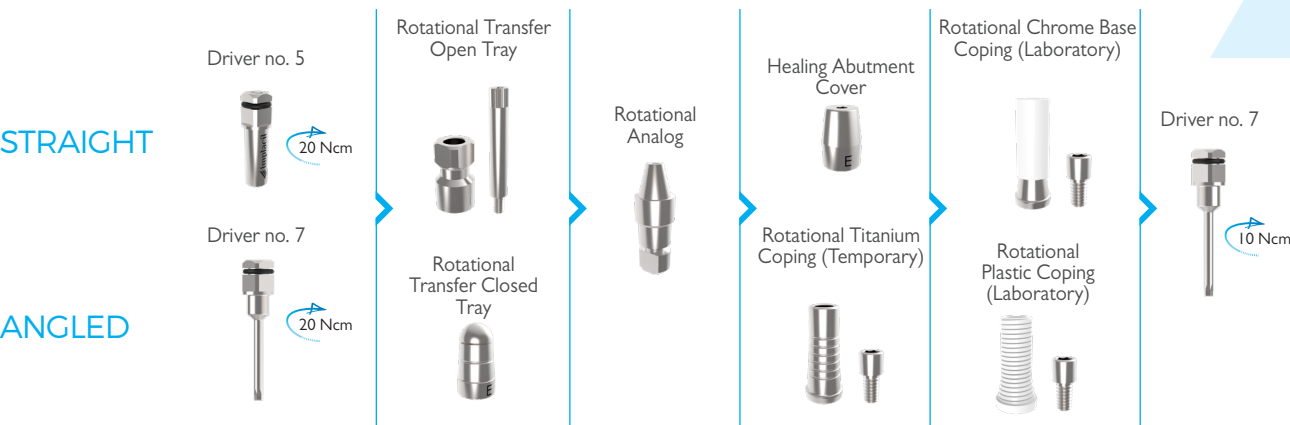 STRAIGHT
Driver no. 5
20 Ncm
ANGLED
Driver no. 7
20 Ncm
Rotational Transfer
Open Tray
Rotational
Transfer Closed
Tray
E
Rotational
Analog
Healing Abutment
Cover
E
Rotational Titanium
Coping (Temporary)
Rotational Chrome Base
Coping (Laboratory)
Rotational
Plastic Coping
(Laboratory)
Driver no. 7
10 Ncm